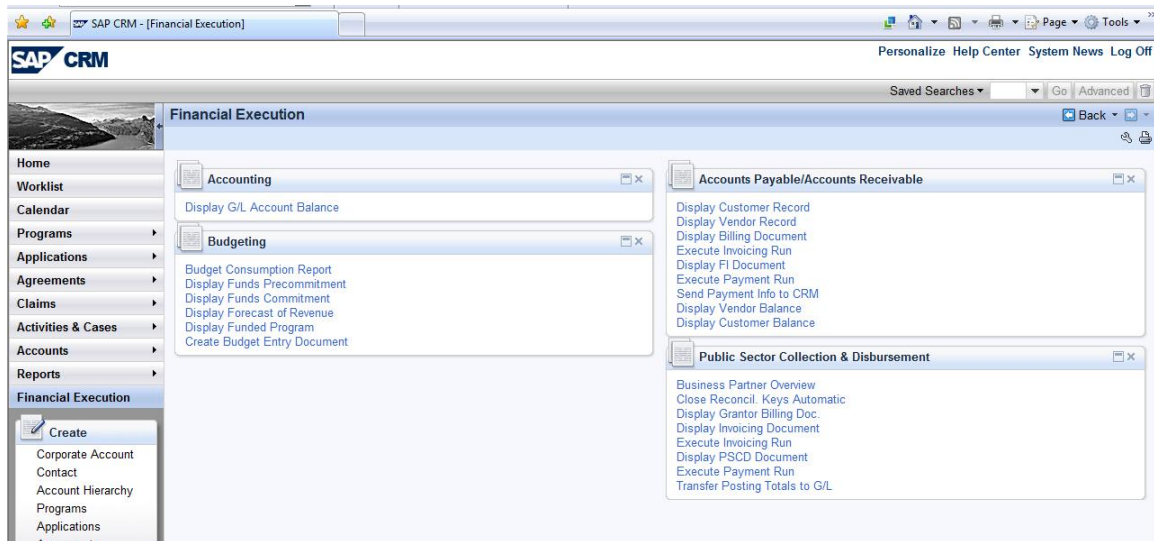 SAP CRM - [Financial Execution]
Page
Tools
SAP CRM
Personalize Help Center System News Log Off
Saved Searches Go Advanced
Financial Execution
Back
Home
Worklist
Calendar
Programs
Applications
Agreements
Claims
Activities & Cases
Accounts
Reports
Financial Execution
Create
Corporate Account
Contact
Account Hierarchy
Programs
Applications
Accounting
Display G/L Account Balance
Budgeting
Budget Consumption Report
Display Funds Precommitment
Display Funds Commitment
Display Forecast of Revenue
Display Funded Program
Create Budget Entry Document
Accounts Payable/Accounts Receivable
Display Customer Record
Display Vendor Record
Display Billing Document
Execute Invoicing Run
Display FI Document
Execute Payment Run
Send Payment Info to CRM
Display Vendor Balance
Display Customer Balance
Public Sector Collection & Disbursement
Business Partner Overview
Close Reconcil. Keys Automatic
Display Grantor Billing Doc.
Display Invoicing Document
Execute Invoicing Run
Display PSCD Document
Execute Payment Run
Transfer Posting Totals to G/L